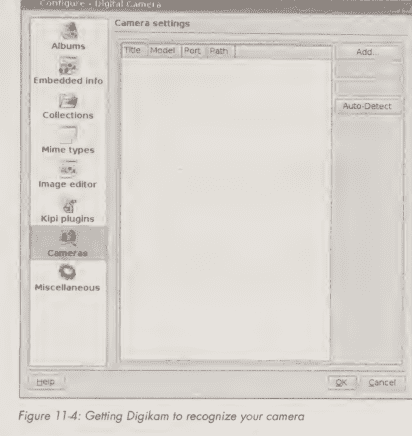 Configure - Digital Camera
Albums
Embedded info
Collections
Mime types
Image editor
Kipi plugins
Cameras
Miscellaneous
Camera settings
Title Model Port Path
Add...
Auto-Detect
Help
OK Cancel
Figure 11-4: Getting Digikam to recognize your camera